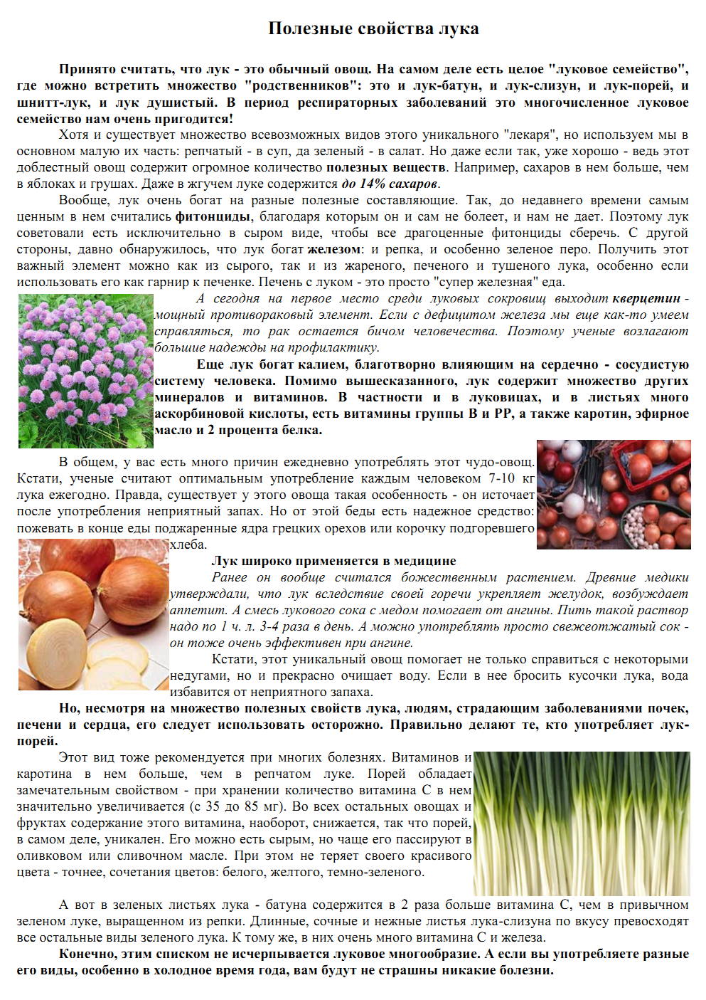 Полезные свойства лука
Принято считать, что лук - это обычный овощ. На самом деле есть целое "луковое семейство",
где можно встретить множество "родственников": это и лук-батун, и лук-слизун, и лук-порей, и
шнитт-лук, и лук душистый. В период респираторных заболеваний это многочисленное луковое
семейство нам очень пригодится!
Хотя и существует множество всевозможных видов этого уникального "лекаря", но используем мы в
основном малую их часть: репчатый - в суп, да зеленый - в салат. Но даже если так, уже хорошо - ведь этот
доблестный овощ содержит огромное количество полезных веществ. Например, сахаров в нем больше, чем
в яблоках и грушах. Даже в жгучем луке содержится до 14% сахаров.
Вообще, лук очень богат на разные полезные составляющие. Так, до недавнего времени самым
ценным в нем считались фитонциды, благодаря которым он и сам не болеет, и нам не дает. Поэтому лук
советовали есть исключительно в сыром виде, чтобы все драгоценные фитонциды сберечь. С другой
стороны, давно обнаружилось, что лук богат железом: и репка, и особенно зеленое перо. Получить этот
важный элемент можно как из сырого, так и из жареного, печеного и тушеного лука, особенно если
использовать его как гарнир к печенке. Печень с луком - это просто "супер железная" еда.
А сегодня на первое место среди луковых сокровищ выходит кверцетин -
мощный противораковый элемент. Если с дефицитом железа мы еще как-то умеем
справляться, то рак остается бичом человечества. Поэтому ученые возлагают
большие надежды на профилактику.
Еще лук богат калием, благотворно влияющим на сердечно - сосудистую
систему человека. Помимо вышесказанного, лук содержит множество других
минералов и витаминов. В частности и в луковицах, и в листьях много
аскорбиновой кислоты, есть витамины группы В и РР, а также каротин, эфирное
масло и 2 процента белка.
В общем, у вас есть много причин ежедневно употреблять этот чудо-овощ.
Кстати, ученые считают оптимальным употребление каждым человеком 7-10 кг
лука ежегодно. Правда, существует у этого овоща такая особенность - он источает
после употребления неприятный запах. Но от этой беды есть надежное средство:
пожевать в конце еды поджаренные ядра грецких орехов или корочку подгоревшего
хлеба.
Лук широко применяется в медицине
Ранее он вообще считался божественным растением. Древние медики
утверждали, что лук вследствие своей горечи укрепляет желудок, возбуждает
аппетит. А смесь лукового сока с медом помогает от ангины. Пить такой раствор
надо по 1 ч. л. 3-4 раза в день. А можно употреблять просто свежеотжатый сок -
он тоже очень эффективен при ангине.
Кстати, этот уникальный овощ помогает не только справиться с некоторыми
недугами, но и прекрасно очищает воду. Если в нее бросить кусочки лука, вода
избавится от неприятного запаха.
Но, несмотря на множество полезных свойств лука, людям, страдающим заболеваниями почек,
печени и сердца, его следует использовать осторожно. Правильно делают те, кто употребляет лук-
порей.
Этот вид тоже рекомендуется при многих болезнях. Витаминов и
каротина в нем больше, чем в репчатом луке. Порей обладает
замечательным свойством - при хранении количество витамина С в нем
значительно увеличивается (с 35 до 85 мг). Во всех остальных овощах и
фруктах содержание этого витамина, наоборот, снижается, так что порей,
в самом деле, уникален. Его можно есть сырым, но чаще его пассируют в
оливковом или сливочном масле. При этом не теряет своего красивого
цвета - точнее, сочетания цветов: белого, желтого, темно-зеленого.
А вот в зеленых листьях лука - батуна содержится в 2 раза больше витамина С, чем в привычном
зеленом луке, выращенном из репки. Длинные, сочные и нежные листья лука-слизуна по вкусу превосходят
все остальные виды зеленого лука. К тому же, в них очень много витамина С и железа.
Конечно, этим списком не исчерпывается луковое многообразие. А если вы употребляете разные
его виды, особенно в холодное время года, вам будут не страшны никакие болезни.